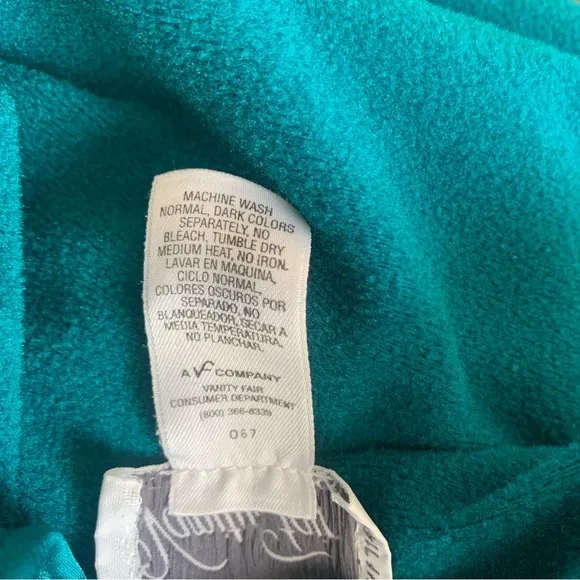 MACHINE WASH
NORMAL, DARK COLORS
SEPARATELY, NO
BLEACH, TUMBLE DRY
MEDIUM HEAT, NO IRON.
LAVAR EN MAQUINA,
CICLO NORMAL,
COLORES OSCUROS POR
SEPARADO, NO
BLANQUEADOR, SECAR A
MEDIA TEMPERATURA,
NO PLANCHAR.
A VF COMPANY
VANITY FAIR
CONSUMER DEPARTMENT
(800) 366-8339
067
Vanity Fair